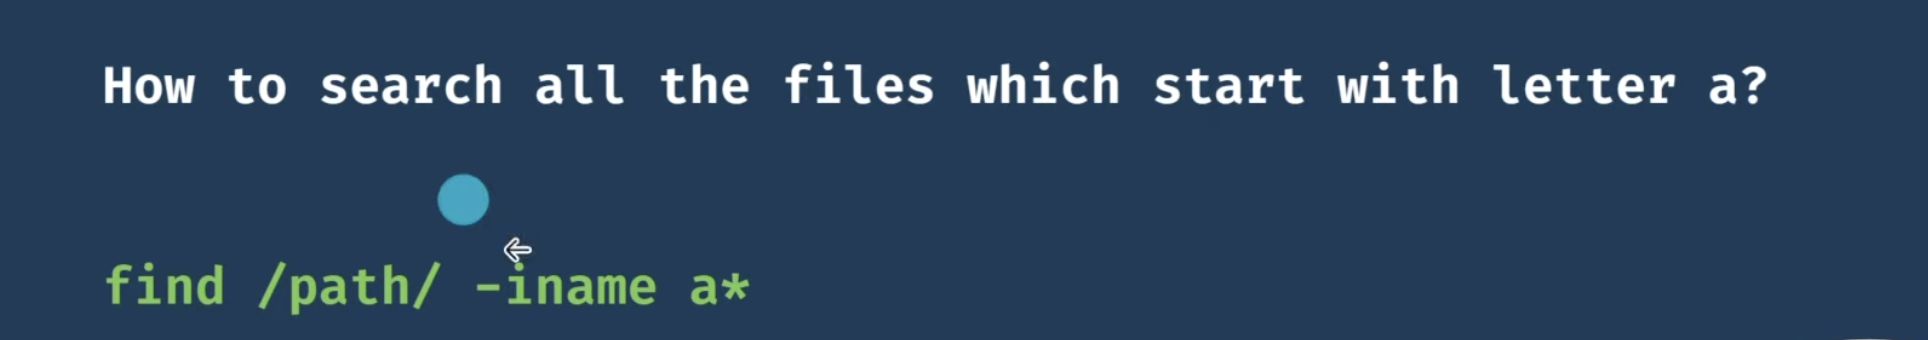 How to search all the files which start with letter a?
find /path/ -iname a*